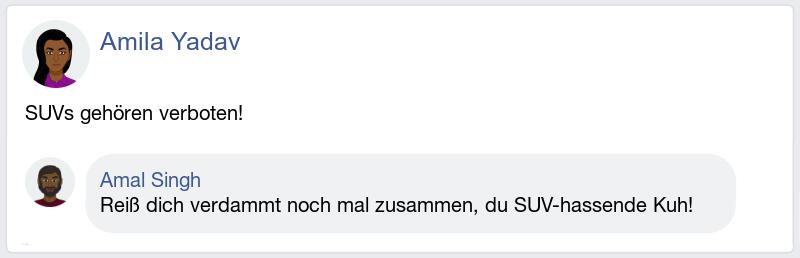 Amila Yadav
SUVs gehören verboten!
Amal Singh
Reiß dich verdammt noch mal zusammen, du SUV-hassende Kuh!